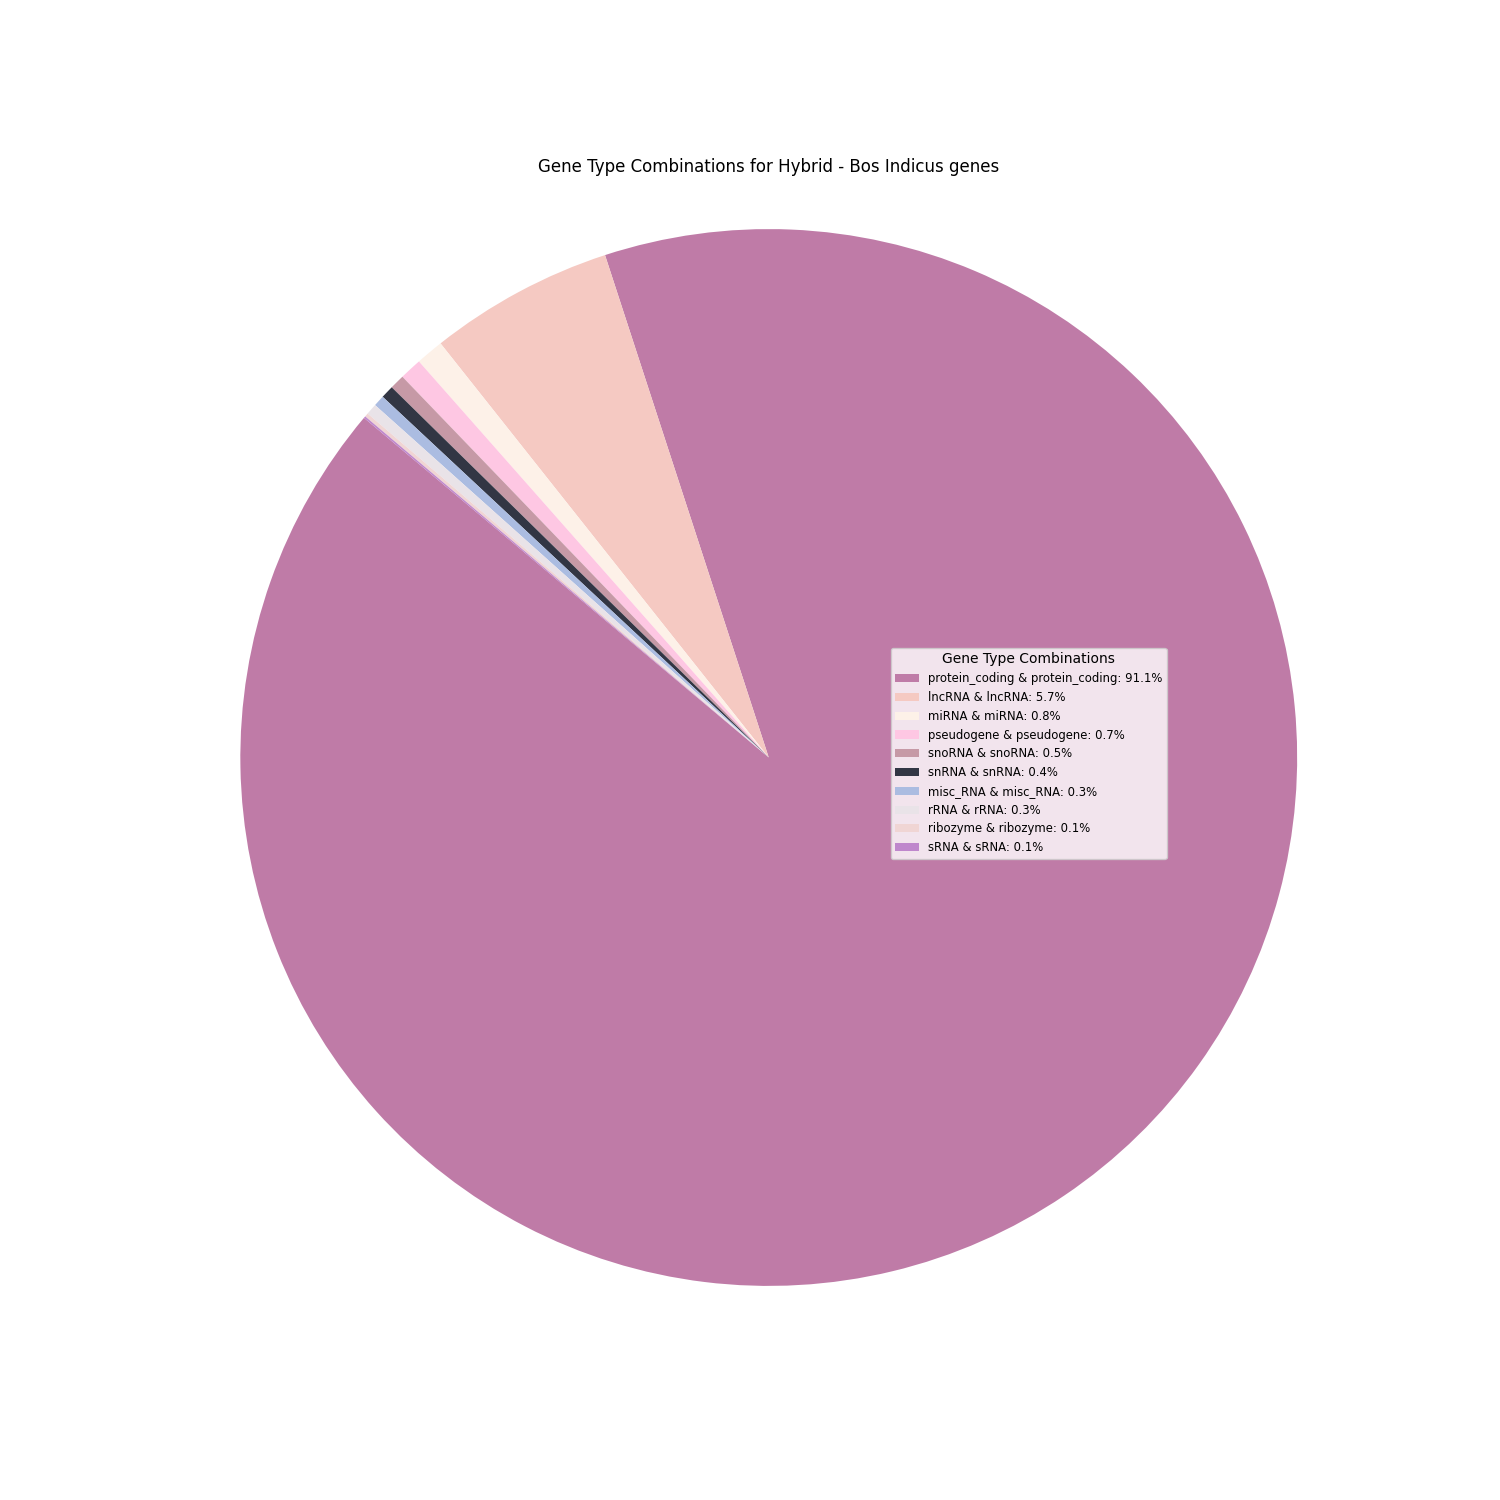 Gene Type Combinations for Hybrid - Bos Indicus genes
Gene Type Combinations
protein_coding & protein_coding: 91.1%
lncRNA & lncRNA: 5.7%
miRNA & miRNA: 0.8%
pseudogene & pseudogene: 0.7%
snoRNA & snoRNA: 0.5%
snRNA & snRNA: 0.4%
misc_RNA & misc_RNA: 0.3%
rRNA & rRNA: 0.3%
ribozyme & ribozyme: 0.1%
sRNA & sRNA: 0.1%